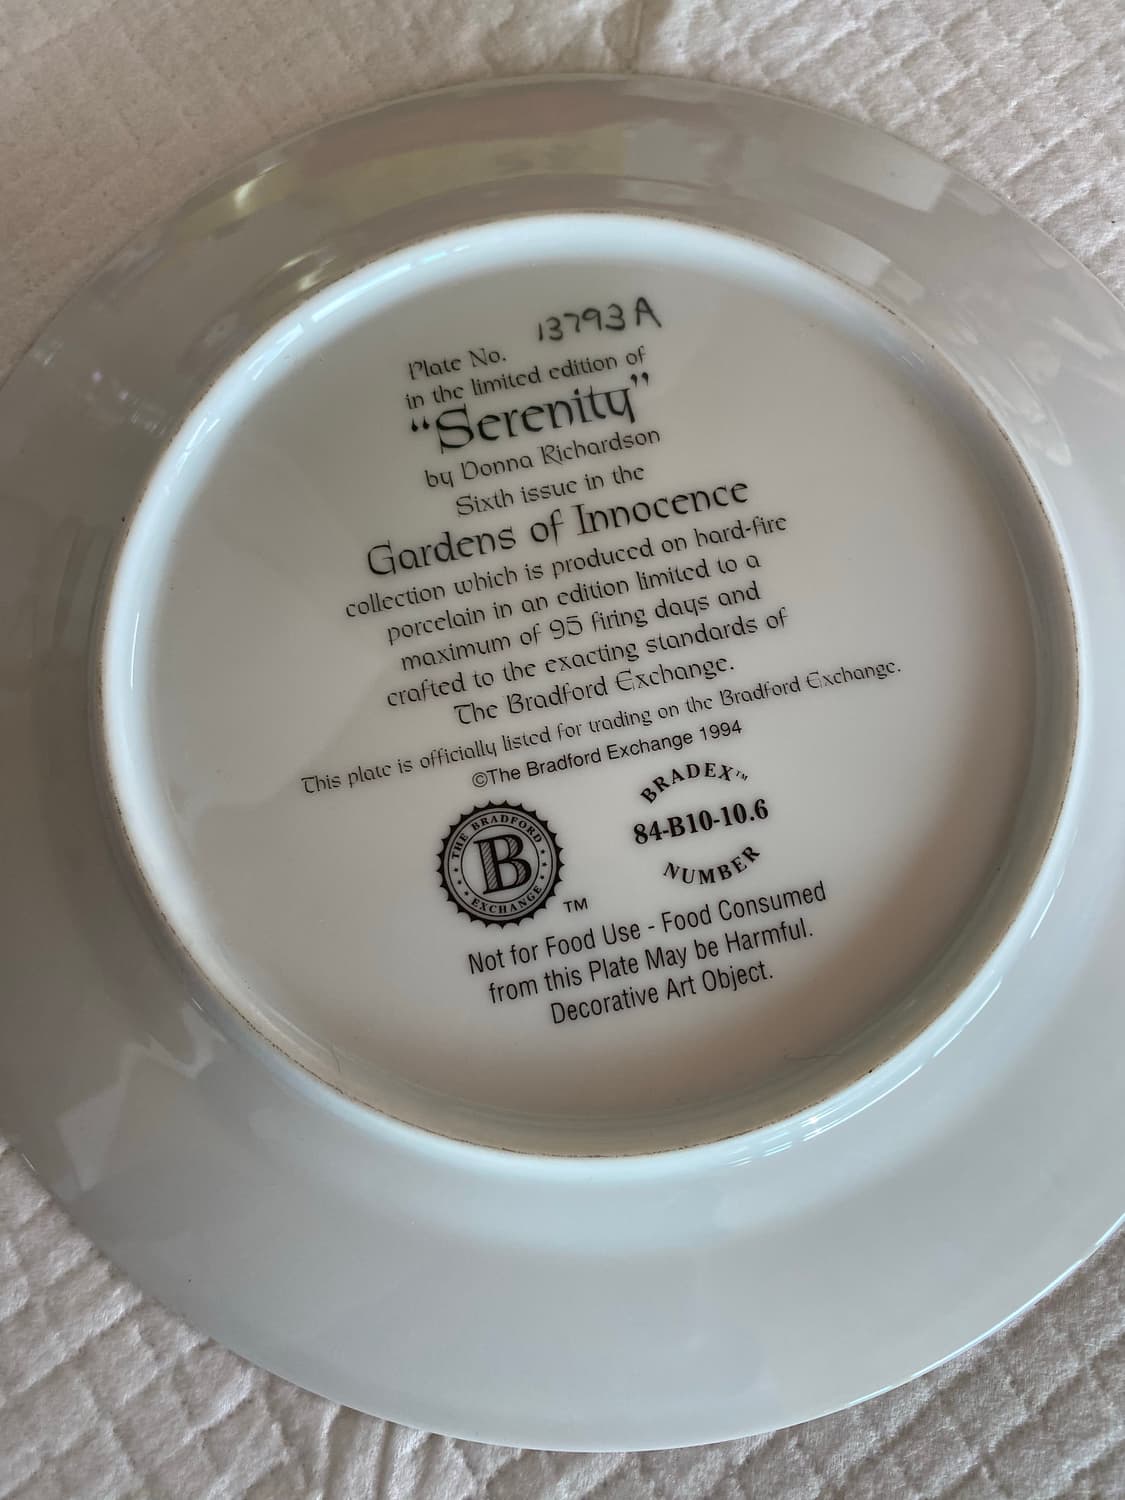 Plate No. 13793A
in the limited edition of
“Serenity”
by Donna Richardson
Sixth issue in the
Gardens of Innocence
collection which is produced on hard-fire
porcelain in an edition limited to a
maximum of 95 firing days and
crafted to the exacting standards of
The Bradford Exchange.
This plate is officially listed for trading on the Bradford Exchange.
©The Bradford Exchange 1994
THE BRADFORD
B
EXCHANGE
TM
BRADEX™
84-B10-10.6
NUMBER
Not for Food Use - Food Consumed
from this Plate May be Harmful.
Decorative Art Object.